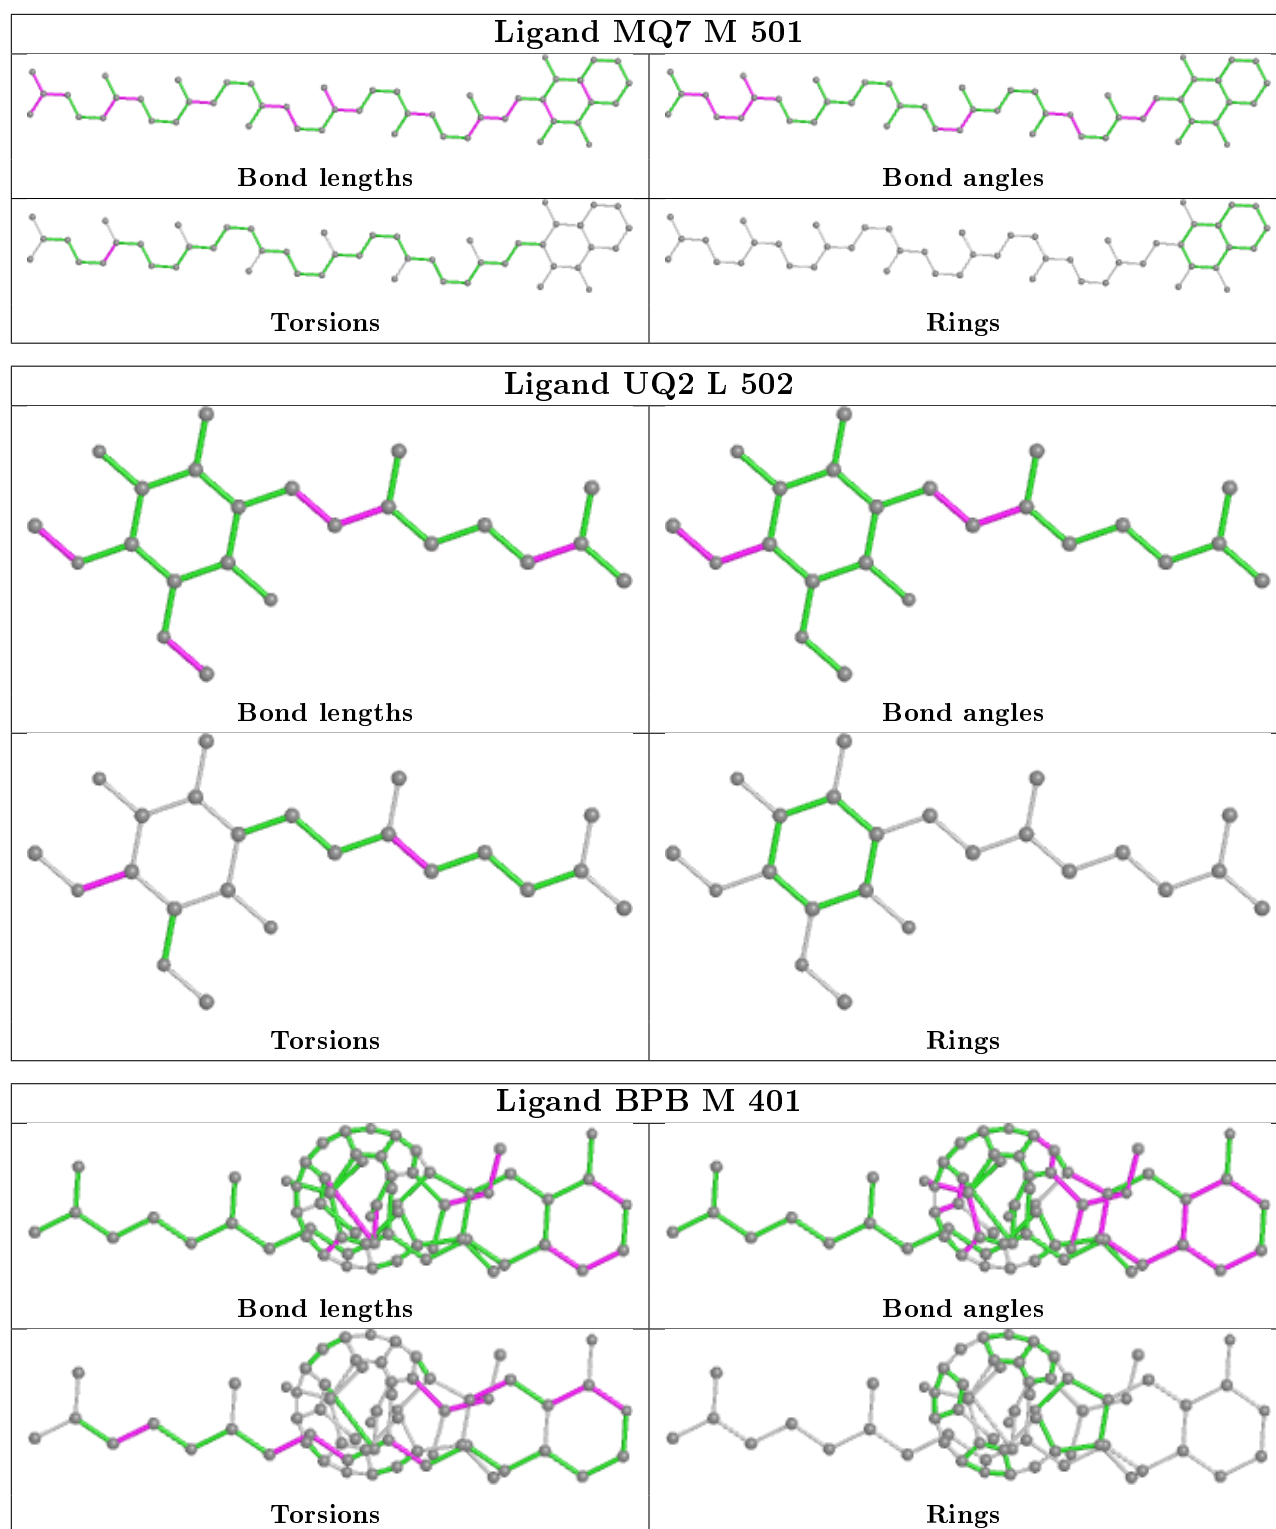 Ligand MQ7 M 501
Bond lengths
Bond angles
Torsions
Rings
Ligand UQ2 L 502
Bond lengths
Bond angles
Torsions
Rings
Ligand BPB M 401
Bond lengths
Bond angles
Torsions
Rings